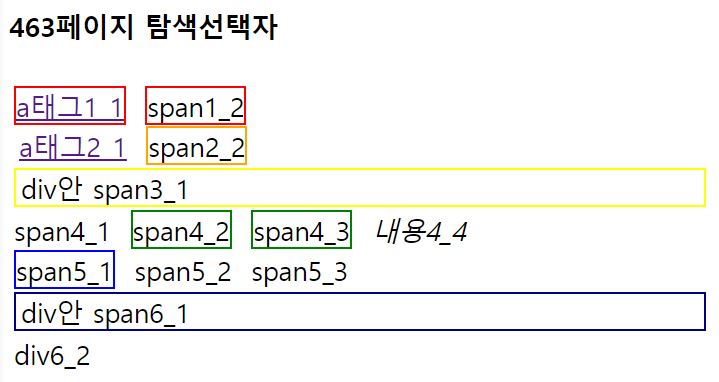 463페이지 탐색선택자
a태그1_1 span1_2
a태그2_1 span2_2
div안 span3_1
span4_1 span4_2 span4_3 내용4_4
span5_1 span5_2 span5_3
div안 span6_1
div6_2